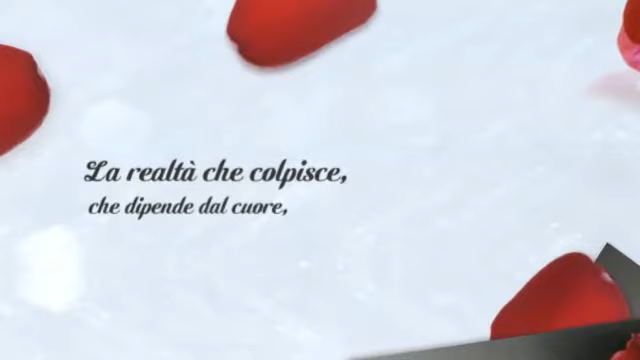 La realtà che colpisce,
che dipende dal cuore,